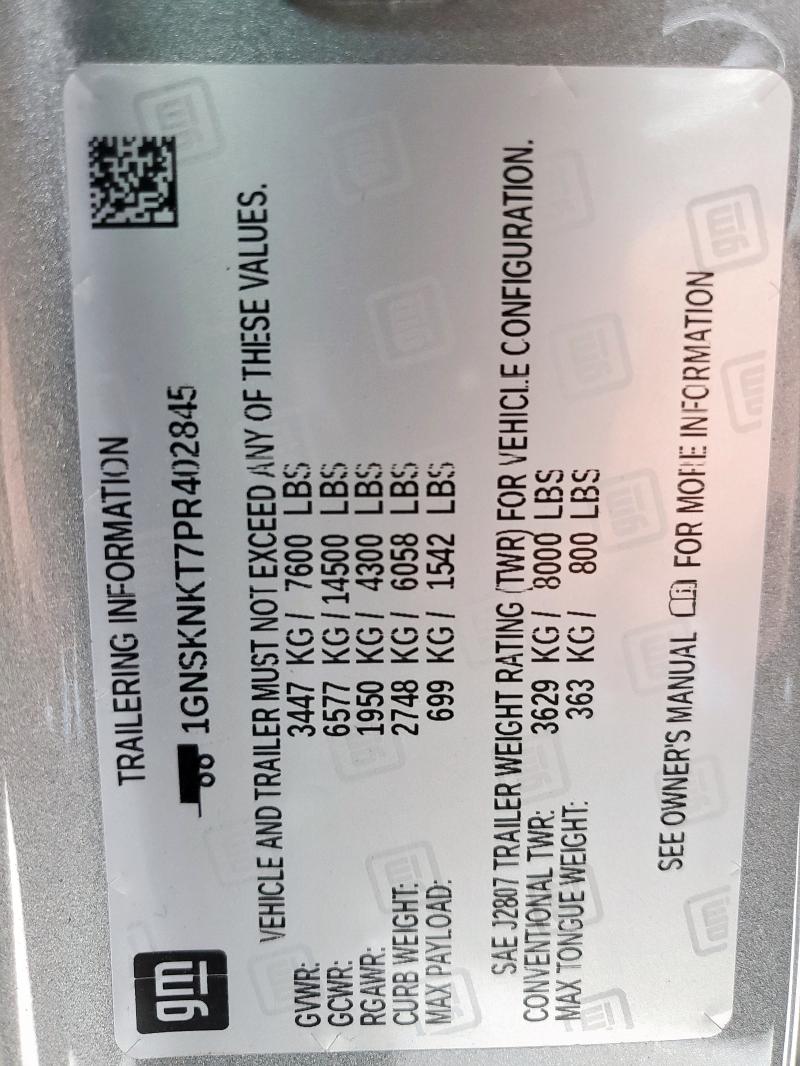 gm
TRAILERING INFORMATION
1GNSKNKT7PR402845
VEHICLE AND TRAILER MUST NOT EXCEED ANY OF THESE VALUES.
GVWR: 3447 KG / 7600 LBS
GCWR: 6577 KG / 14500 LBS
RGAWR: 1950 KG / 4300 LBS
CURB WEIGHT: 2748 KG / 6058 LBS
MAX PAYLOAD: 699 KG / 1542 LBS
SAE J2807 TRAILER WEIGHT RATING (TWR) FOR VEHICLE CONFIGURATION.
CONVENTIONAL TWR: 3629 KG / 8000 LBS
MAX TONGUE WEIGHT: 363 KG / 800 LBS
SEE OWNER'S MANUAL FOR MORE INFORMATION